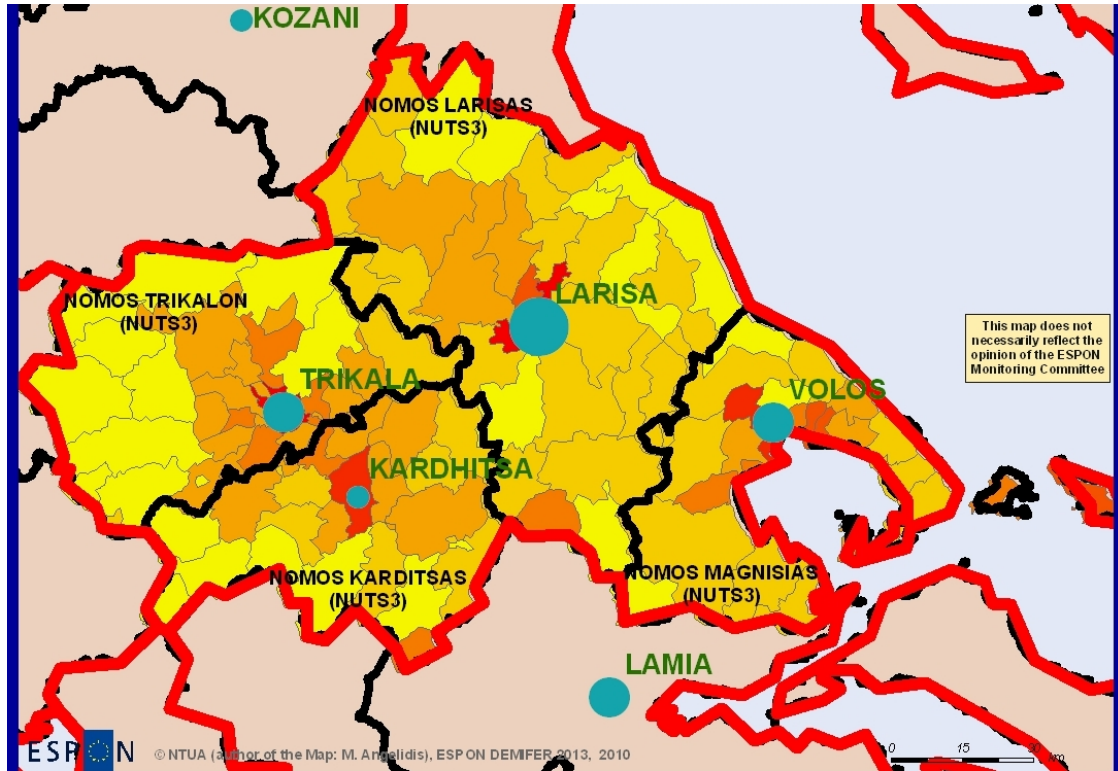 KOZANI
NOMOS LARISAS
(NUTS3)
LARISA
NOMOS TRIKALON
(NUTS3)
This map does not
necessarily reflect the
opinion of the ESPON
Monitoring Committee
TRIKALA
VOLOS
KARDHITSA
NOMOS KARDITSAS
(NUTS3)
NOMOS MAGNISIAS
(NUTS3)
LAMIA
ESPON
© NTUA (author of the Map: M. Angelidis), ESPON DEMIFER 2013, 2010
0 15 30